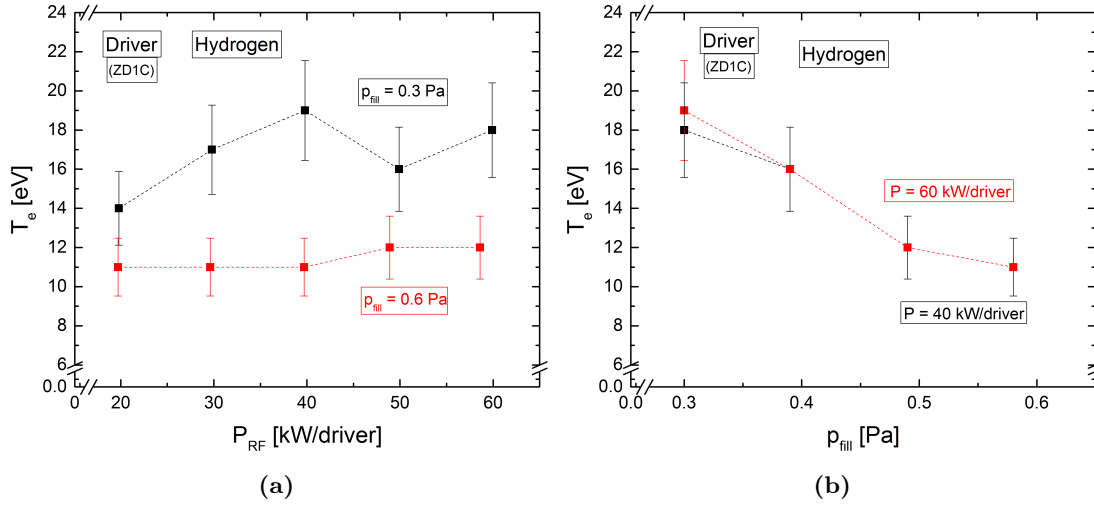 24
22
20
18
16
14
12
10
8
6
0.0
T_e [eV]
Driver
(ZD1C)
Hydrogen
p_fill = 0.3 Pa
p_fill = 0.6 Pa
0 20 30 40 50 60
P_RF [kW/driver]
(a)
24
22
20
18
16
14
12
10
8
6
0.0
T_e [eV]
Driver
(ZD1C)
Hydrogen
P = 60 kW/driver
P = 40 kW/driver
0.0 0.3 0.4 0.5 0.6
p_fill [Pa]
(b)